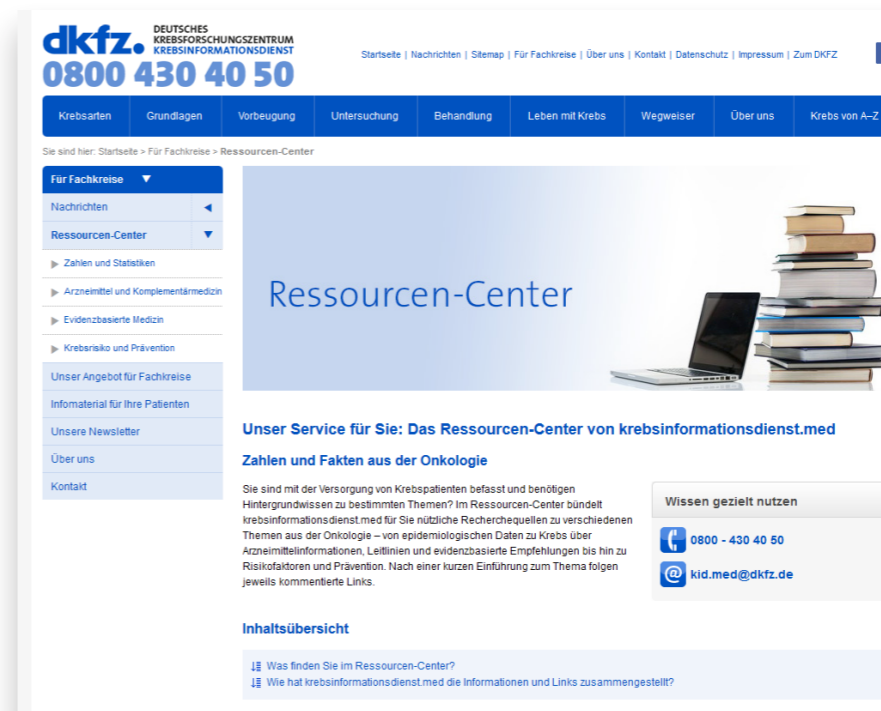 dkfz. DEUTSCHES
KREBSFORSCHUNGSZENTRUM
KREBSINFORMATIONSDIENST
0800 430 40 50
Startseite | Nachrichten | Sitemap | Für Fachkreise | Über uns | Kontakt | Datenschutz | Impressum | Zum DKFZ
Krebsarten Grundlagen Vorbeugung Untersuchung Behandlung Leben mit Krebs Wegweiser Über uns Krebs von A–Z
Sie sind hier: Startseite > Für Fachkreise > Ressourcen-Center
Für Fachkreise
Nachrichten
Ressourcen-Center
Zahlen und Statistiken
Arzneimittel und Komplementärmedizin
Evidenzbasierte Medizin
Krebsrisiko und Prävention
Unser Angebot für Fachkreise
Infomaterial für Ihre Patienten
Unsere Newsletter
Über uns
Kontakt
Ressourcen-Center
Unser Service für Sie: Das Ressourcen-Center von krebsinformationsdienst.med
Zahlen und Fakten aus der Onkologie
Sie sind mit der Versorgung von Krebspatienten befasst und benötigen
Hintergrundwissen zu bestimmten Themen? Im Ressourcen-Center bündelt
krebsinformationsdienst.med für Sie nützliche Recherchequellen zu verschiedenen
Themen aus der Onkologie – von epidemiologischen Daten zu Krebs über
Arzneimittelinformationen, Leitlinien und evidenzbasierte Empfehlungen bis hin zu
Risikofaktoren und Prävention. Nach einer kurzen Einführung zum Thema folgen
jeweils kommentierte Links.
Wissen gezielt nutzen
0800 - 430 40 50
kid.med@dkfz.de
Inhaltsübersicht
Was finden Sie im Ressourcen-Center?
Wie hat krebsinformationsdienst.med die Informationen und Links zusammengestellt?